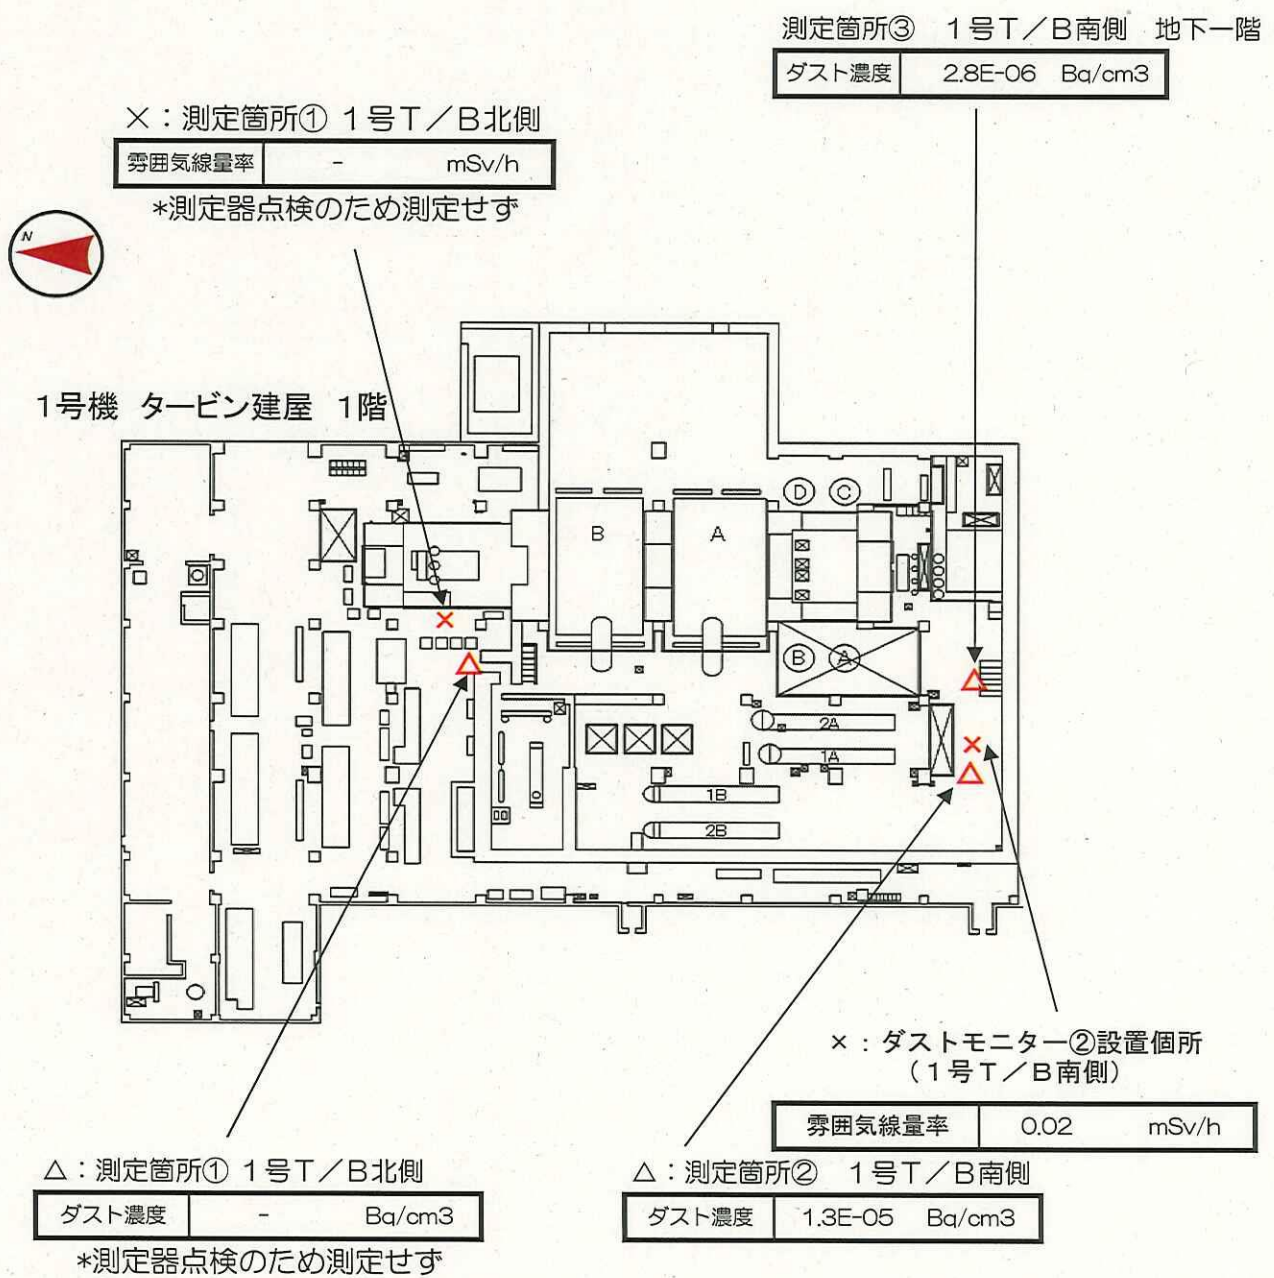 測定箇所③ 1号T/B南側 地下一階
ダスト濃度 2.8E-06 Bq/cm3
×:測定箇所① 1号T/B北側
雰囲気線量率 - mSv/h
*測定器点検のため測定せず
N
1号機 タービン建屋 1階
D C
B A
B A
2A
1A
1B
2B
×:ダストモニター②設置個所
(1号T/B南側)
雰囲気線量率 0.02 mSv/h
△:測定箇所① 1号T/B北側
ダスト濃度 - Bq/cm3
*測定器点検のため測定せず
△:測定箇所② 1号T/B南側
ダスト濃度 1.3E-05 Bq/cm3